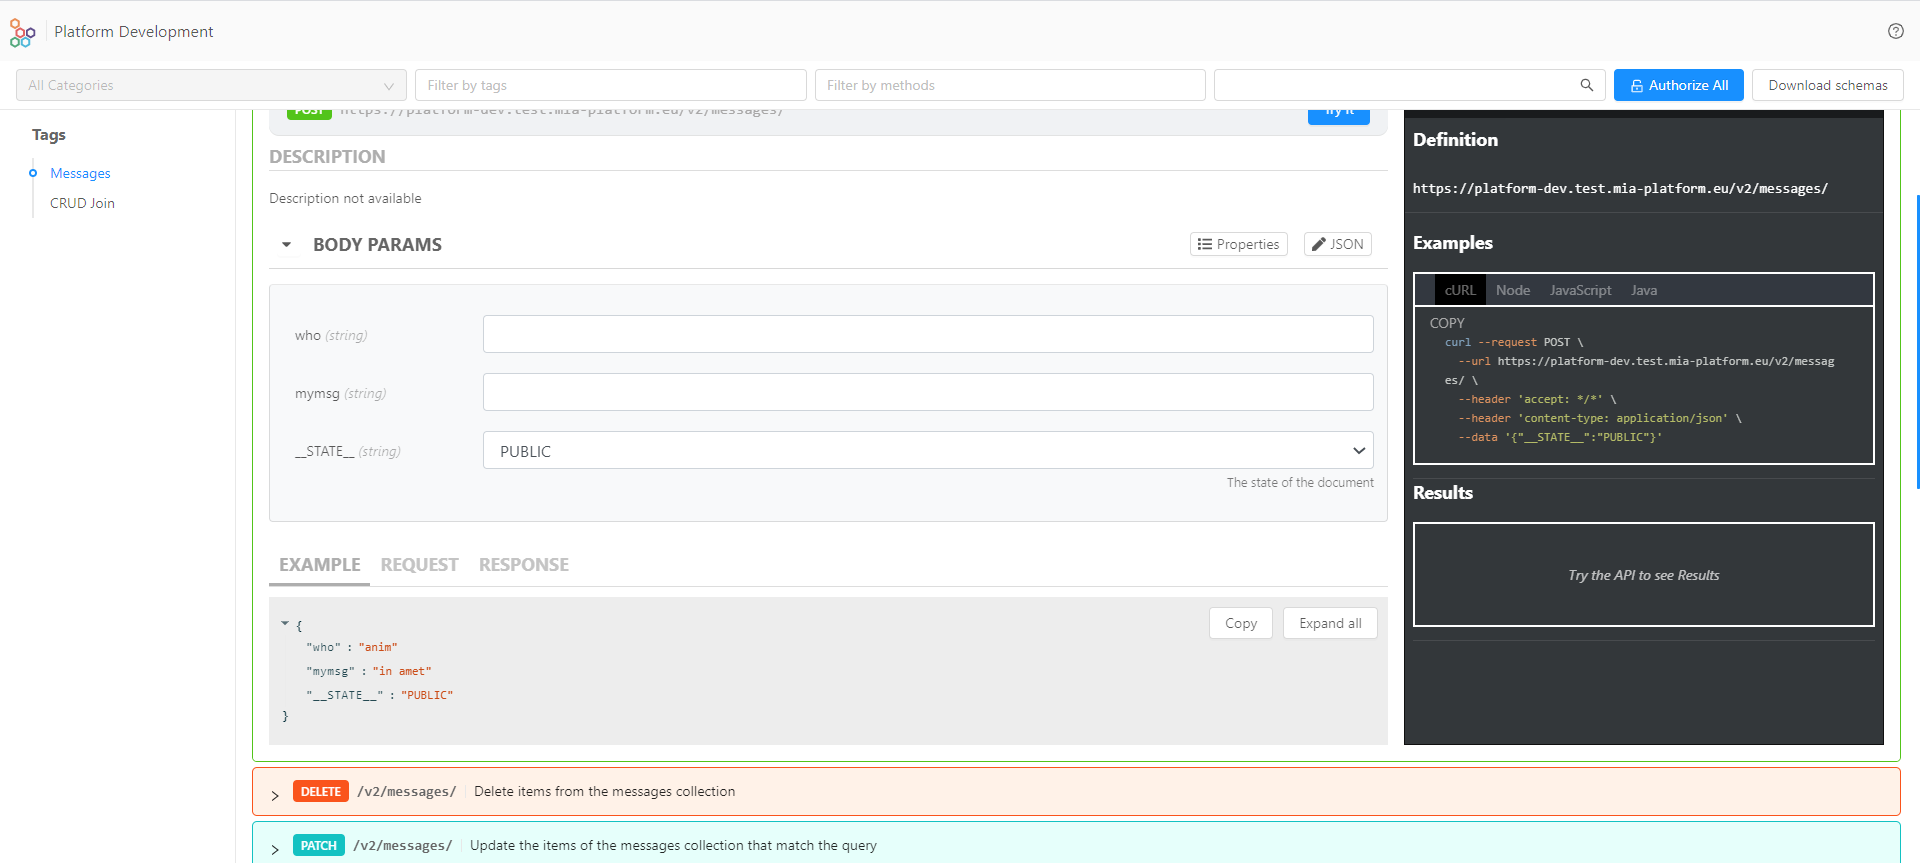 Platform Development
All Categories
Filter by tags
Filter by methods
Authorize All
Download schemas
Tags
Messages
CRUD Join
POST https://platform-dev.test.mia-platform.eu/v2/messages/
Try It
DESCRIPTION
Description not available
BODY PARAMS
Properties
JSON
who (string)
mymsg (string)
__STATE__ (string)
PUBLIC
The state of the document
EXAMPLE REQUEST RESPONSE
{
"who" : "anim"
"mymsg" : "in amet"
"__STATE__" : "PUBLIC"
}
Copy
Expand all
Definition
https://platform-dev.test.mia-platform.eu/v2/messages/
Examples
cURL Node JavaScript Java
COPY
curl --request POST \
--url https://platform-dev.test.mia-platform.eu/v2/messag
es/ \
--header 'accept: */*' \
--header 'content-type: application/json' \
--data '{"__STATE__":"PUBLIC"}'
Results
Try the API to see Results
DELETE /v2/messages/ Delete items from the messages collection
PATCH /v2/messages/ Update the items of the messages collection that match the query